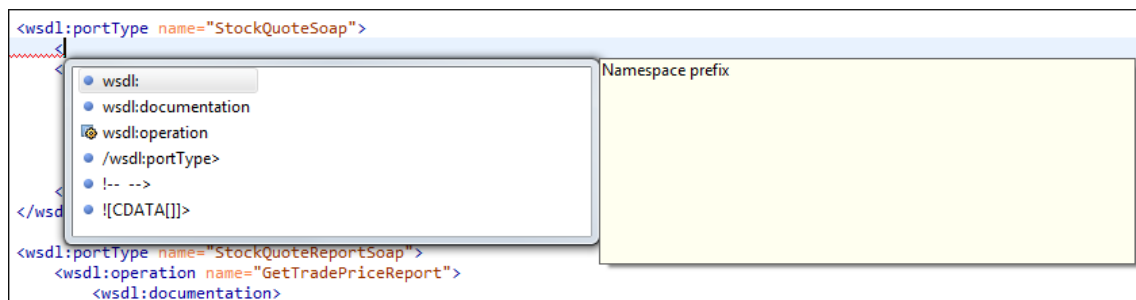 <wsdl:portType name="StockQuoteSoap">
<
<
wsdl:
Namespace prefix
wsdl:documentation
wsdl:operation
/wsdl:portType>
!-- -->
<
![CDATA[]]>
</wsd
<wsdl:portType name="StockQuoteReportSoap">
<wsdl:operation name="GetTradePriceReport">
<wsdl:documentation>